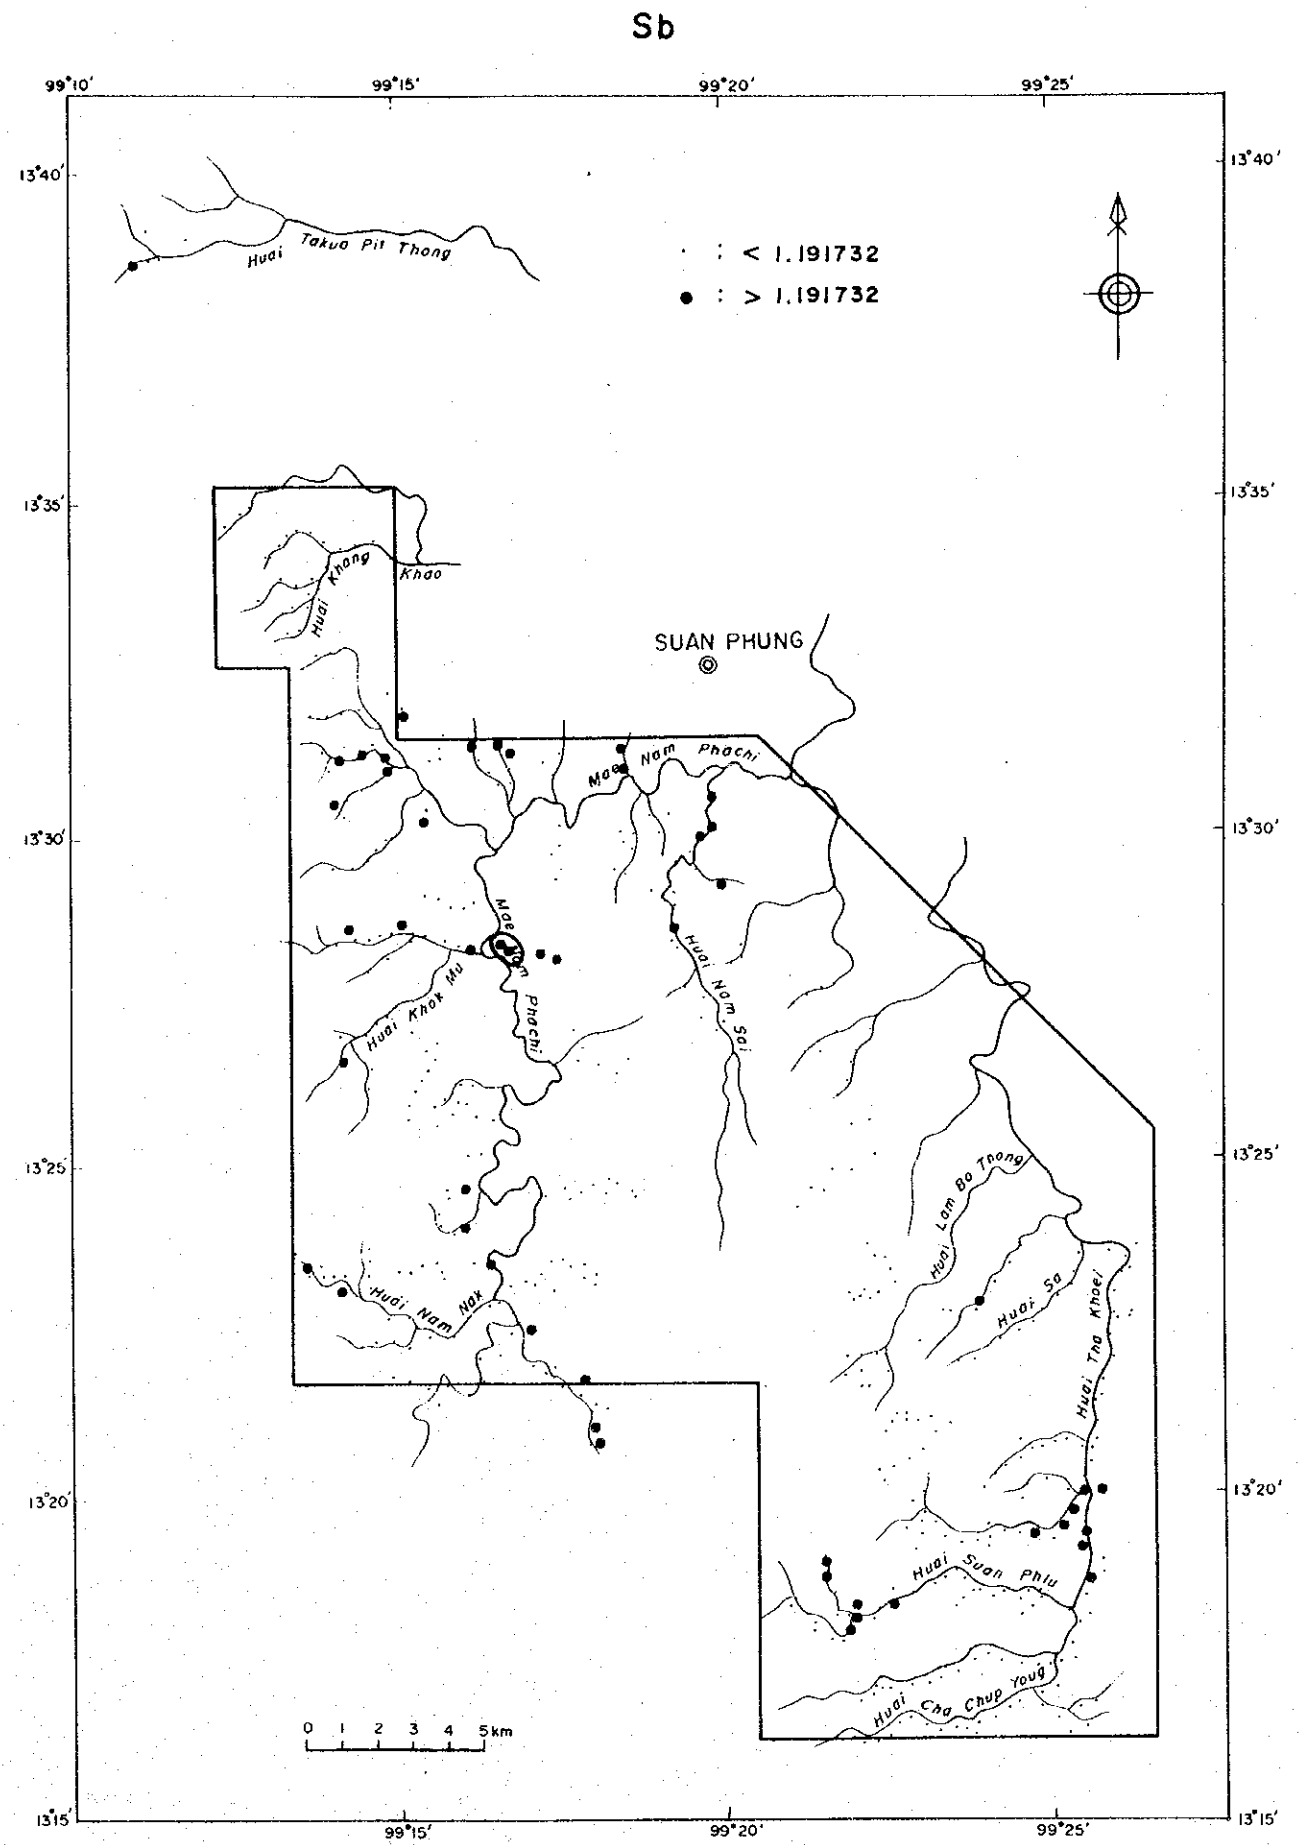 Sb
99°10'
99°15'
99°20'
99°25'
13°40'
13°40'
Huai Takua Pit Thong
· : < 1.191732
● : > 1.191732
13°35'
13°35'
Huai Khang Khao
SUAN PHUNG
Mae Nam Phachi
13°30'
13°30'
Mae Nam Phachi
Huai Khok Mu
Huai Nam Sai
13°25'
13°25'
Huai Lam Bo Thong
Huai Sa
Huai Tha Khoei
Huai Nam Nak
13°20'
13°20'
Huai Suan Phlu
Huai Cha Chup Young
0 1 2 3 4 5km
13°15'
13°15'
99°15'
99°20'
99°25'